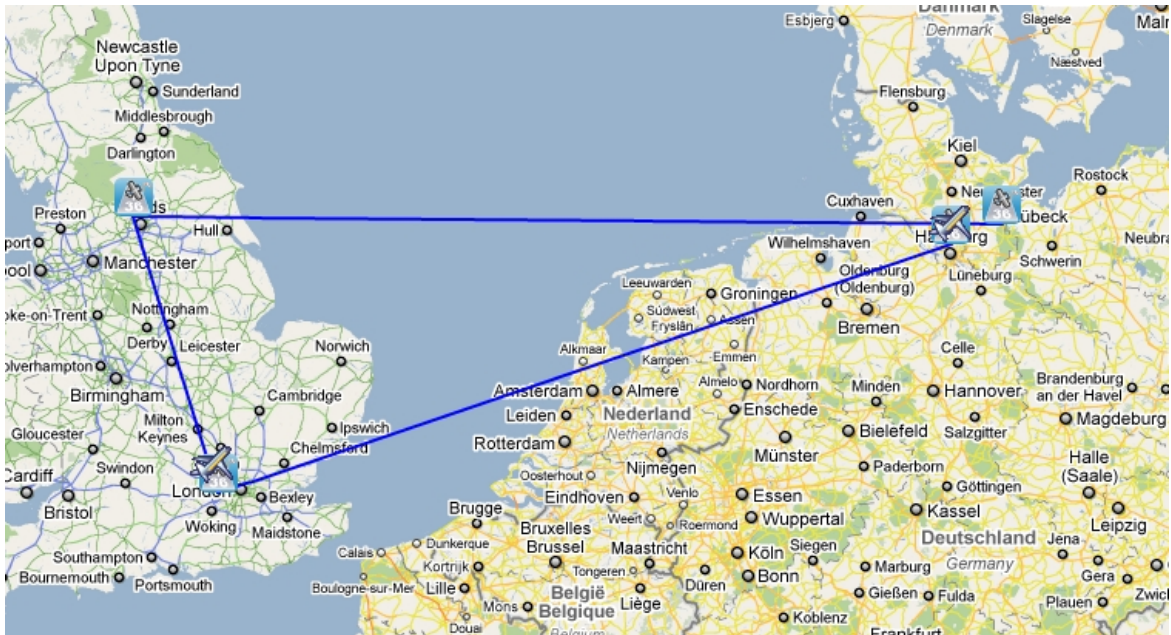 Danmark
Denmark
Esbjerg
Slagelse
Næstved
Newcastle
Upon Tyne
Sunderland
Middlesbrough
Darlington
Flensburg
Kiel
Rostock
Preston
Hull
Cuxhaven
Manchester
Wilhelmshaven
Schwerin
Oldenburg
(Oldenburg)
Lüneburg
Leeuwarden
Groningen
Nottingham
Súdwest
Fryslân
Assen
Bremen
Derby
Leicester
Norwich
Alkmaar
Kampen
Emmen
Celle
Birmingham
Amsterdam
Almere
Almelo
Nordhorn
Minden
Hannover
Brandenburg
an der Havel
Cambridge
Leiden
Nederland
Netherlands
Enschede
Salzgitter
Magdeburg
Milton
Keynes
Ipswich
Gloucester
Chelmsford
Rotterdam
Münster
Bielefeld
Swindon
Oosterhout
Nijmegen
Paderborn
Halle
(Saale)
Cardiff
Bristol
London
Bexley
Eindhoven
Venlo
Essen
Göttingen
Woking
Maidstone
Brugge
Weert
Roermond
Wuppertal
Kassel
Leipzig
Southampton
Portsmouth
Bournemouth
Calais
Dunkerque
Bruxelles
Brussel
Maastricht
Köln
Siegen
Deutschland
Germany
Jena
Boulogne-sur-Mer
Kortrijk
Lille
Tongeren
Düren
Bonn
Marburg
Gera
Mons
België
Belgique
Belgium
Liège
Gießen
Fulda
Plauen
Douai
Koblenz
Frankfurt